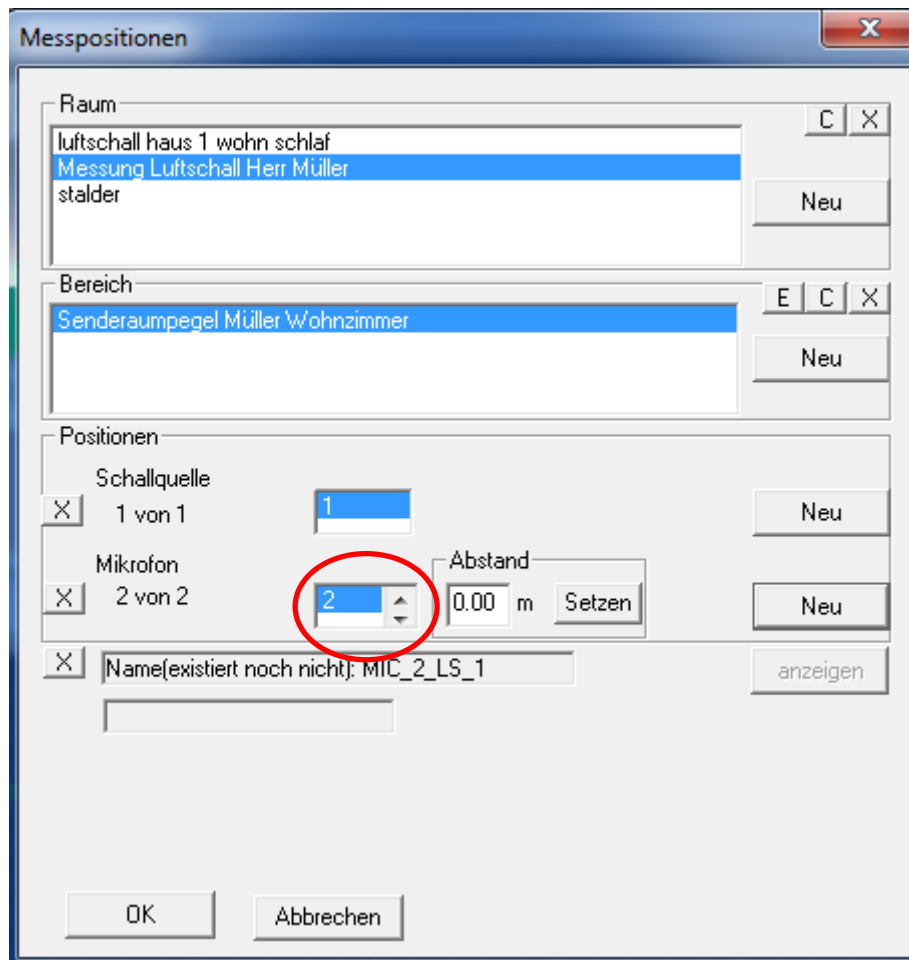 Messpositionen
X
Raum
C X
luftschall haus 1 wohn schlaf
Messung Luftschall Herr Müller
stalder
Neu
Bereich
E C X
Senderaumpegel Müller Wohnzimmer
Neu
Positionen
Schallquelle
X 1 von 1 1 Neu
Mikrofon Abstand
X 2 von 2 2 0.00 m Setzen Neu
X Name(existiert noch nicht): MIC_2_LS_1 anzeigen
OK Abbrechen